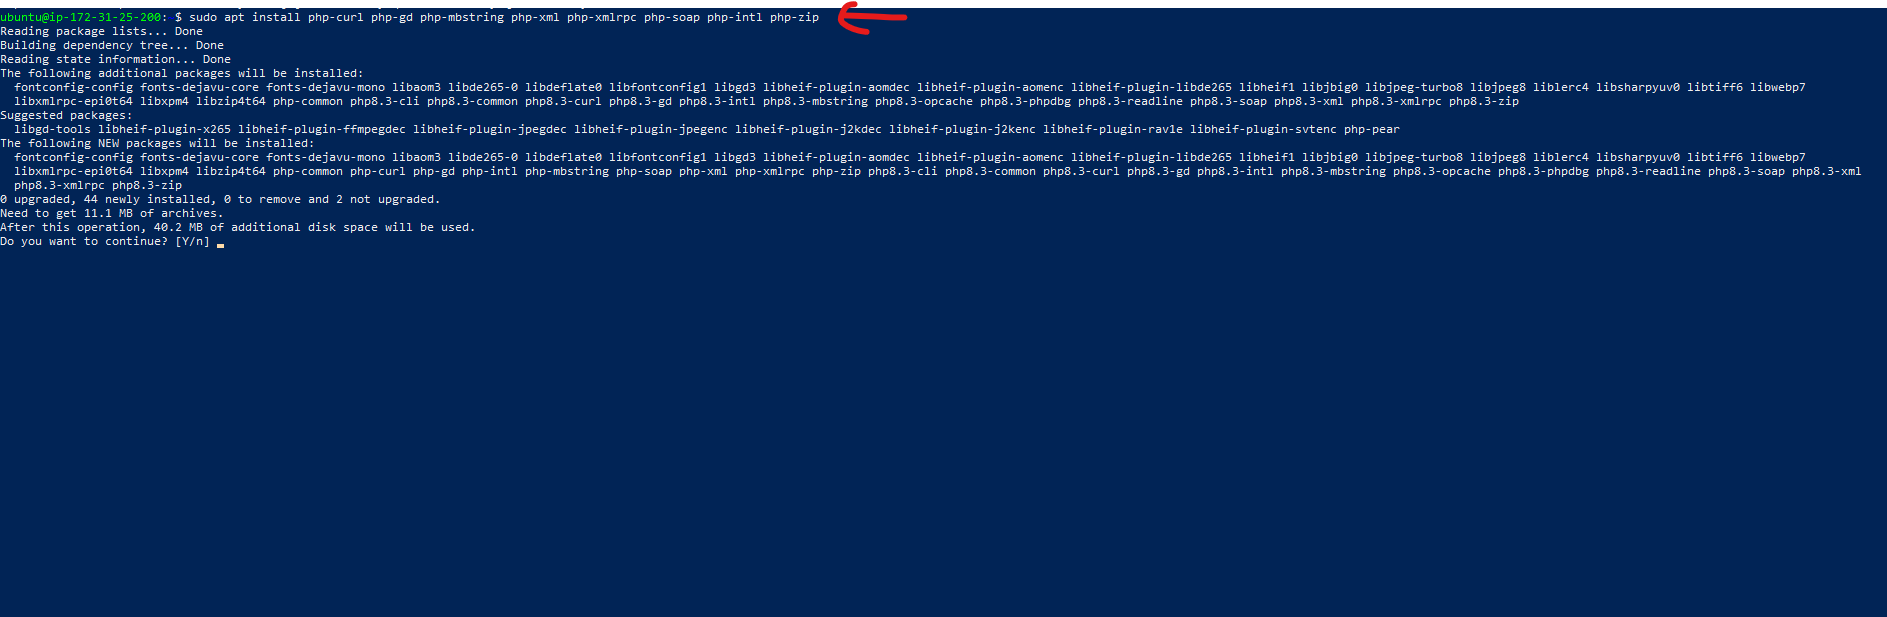 ubuntu@ip-172-31-25-200: $ sudo apt install php-curl php-gd php-mbstring php-xml php-xmlrpc php-soap php-intl php-zip
Reading package lists... Done
Building dependency tree... Done
Reading state information... Done
The following additional packages will be installed:
  fontconfig-config fonts-dejavu-core fonts-dejavu-mono libaom3 libde265-0 libdeflate0 libfontconfig1 libgd3 libheif-plugin-aomdec libheif-plugin-aomenc libheif-plugin-libde265 libheif1 libjbig0 libjpeg-turbo8 libjpeg8 liblerc4 libsharpyuv0 libtiff6 libwebp7
  libxmlrpc-epi0t64 libxpm4 libzip4t64 php-common php8.3-cli php8.3-common php8.3-curl php8.3-gd php8.3-intl php8.3-mbstring php8.3-opcache php8.3-phpdbg php8.3-readline php8.3-soap php8.3-xml php8.3-xmlrpc php8.3-zip
Suggested packages:
  libgd-tools libheif-plugin-x265 libheif-plugin-ffmpegdec libheif-plugin-jpegdec libheif-plugin-jpegenc libheif-plugin-j2kdec libheif-plugin-j2kenc libheif-plugin-rav1e libheif-plugin-svtenc php-pear
The following NEW packages will be installed:
  fontconfig-config fonts-dejavu-core fonts-dejavu-mono libaom3 libde265-0 libdeflate0 libfontconfig1 libgd3 libheif-plugin-aomdec libheif-plugin-aomenc libheif-plugin-libde265 libheif1 libjbig0 libjpeg-turbo8 libjpeg8 liblerc4 libsharpyuv0 libtiff6 libwebp7
  libxmlrpc-epi0t64 libxpm4 libzip4t64 php-common php-curl php-gd php-intl php-mbstring php-soap php-xml php-xmlrpc php-zip php8.3-cli php8.3-common php8.3-curl php8.3-gd php8.3-intl php8.3-mbstring php8.3-opcache php8.3-phpdbg php8.3-readline php8.3-soap php8.3-xml
  php8.3-xmlrpc php8.3-zip
0 upgraded, 44 newly installed, 0 to remove and 2 not upgraded.
Need to get 11.1 MB of archives.
After this operation, 40.2 MB of additional disk space will be used.
Do you want to continue? [Y/n]